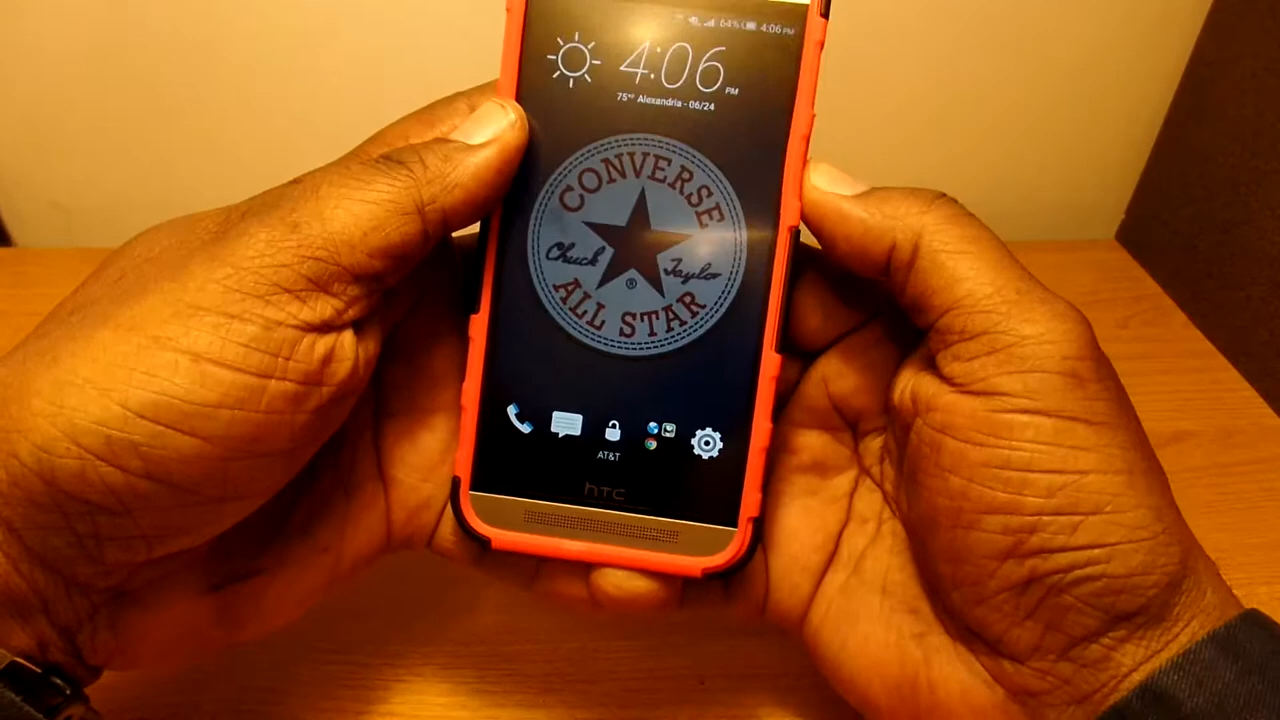 64% 4:06 PM
4:06 PM
75°F Alexandria - 06/24
CONVERSE
Chuck Taylor
®
ALL STAR
AT&T
hTC